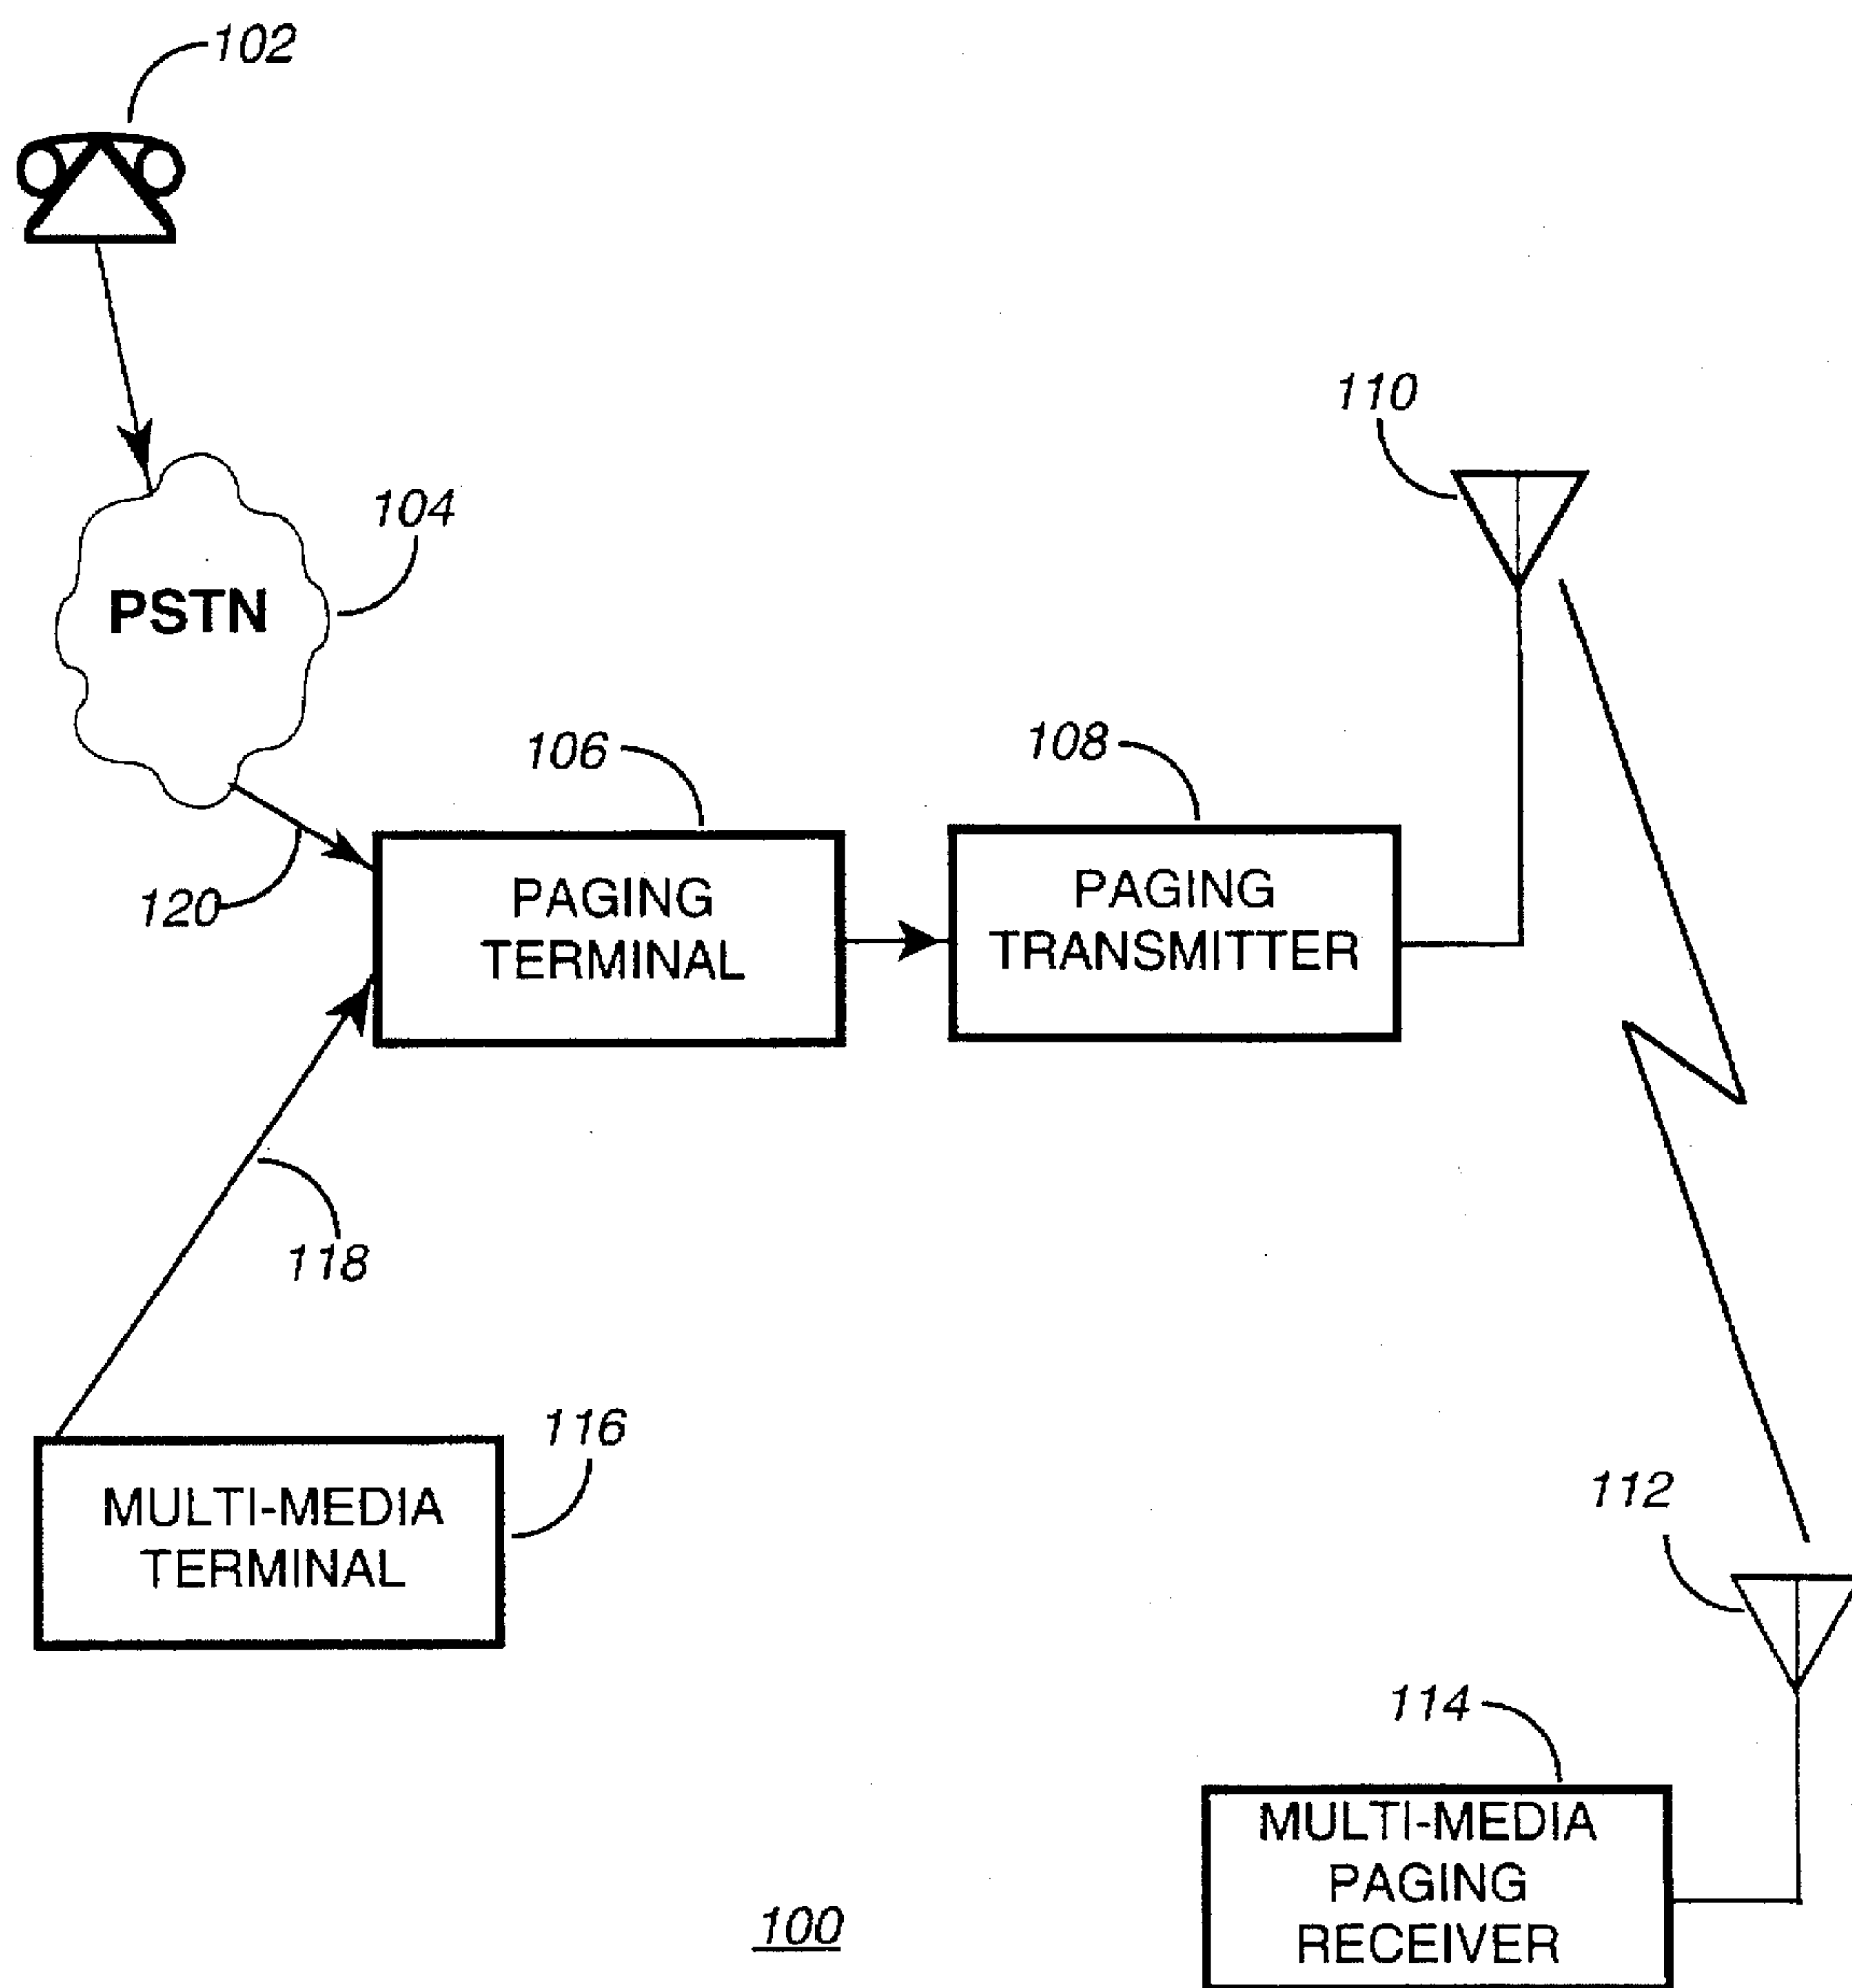 102
110
104
PSTN
106
108
120
PAGING
TERMINAL
PAGING
TRANSMITTER
118
116
MULTI-MEDIA
TERMINAL
112
114
MULTI-MEDIA
PAGING
RECEIVER
100